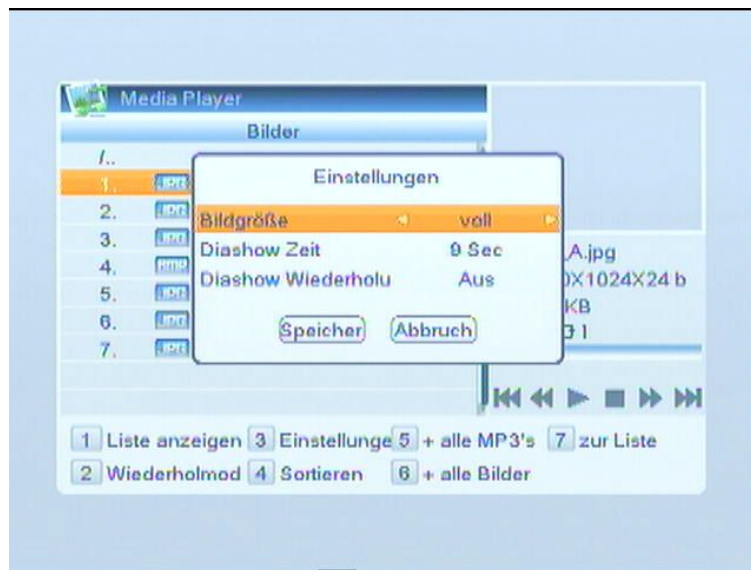 Media Player
Bilder
/..
1.
2.
3.
4.
5.
6.
7.
Einstellungen
Bildgröße voll
Diashow Zeit 9 Sec
Diashow Wiederholu Aus
Speicher Abbruch
_A.jpg
0X1024X24 b
KB
1 Liste anzeigen 3 Einstellunge 5 + alle MP3's 7 zur Liste
2 Wiederholmod 4 Sortieren 6 + alle Bilder